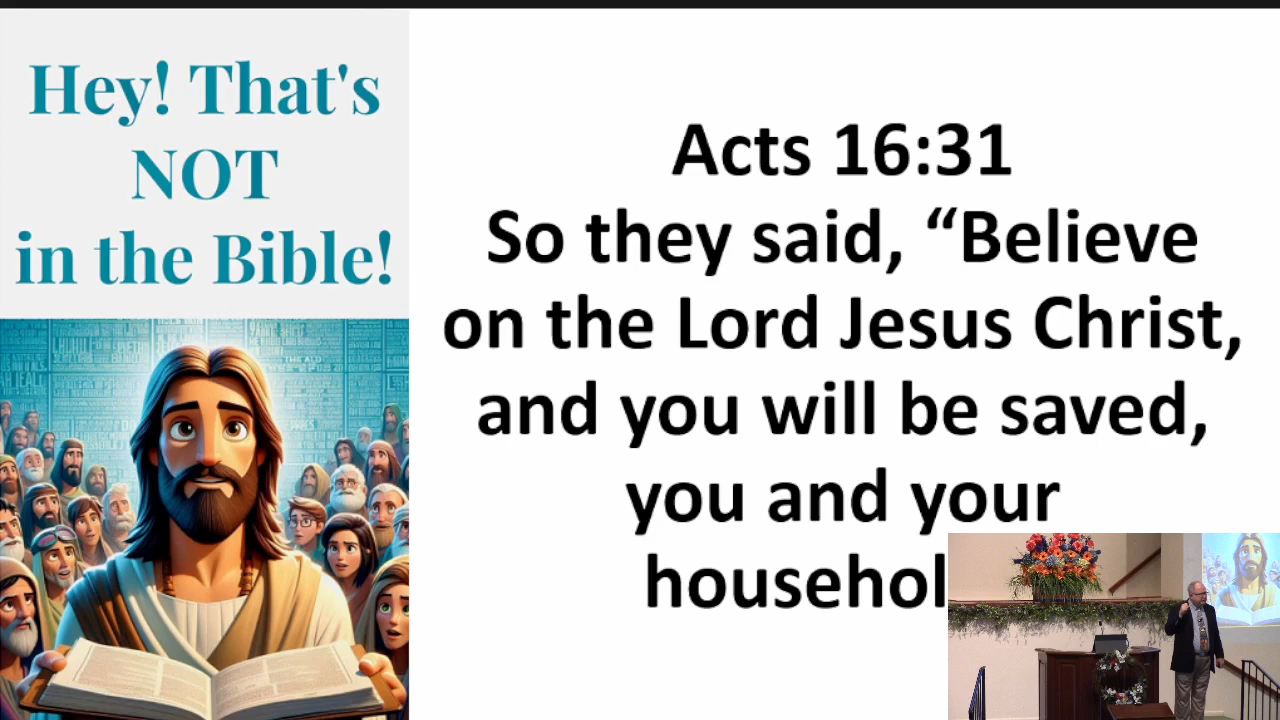 Hey! That's
NOT
in the Bible!
Acts 16:31
So they said, “Believe
on the Lord Jesus Christ,
and you will be saved,
you and your
househol